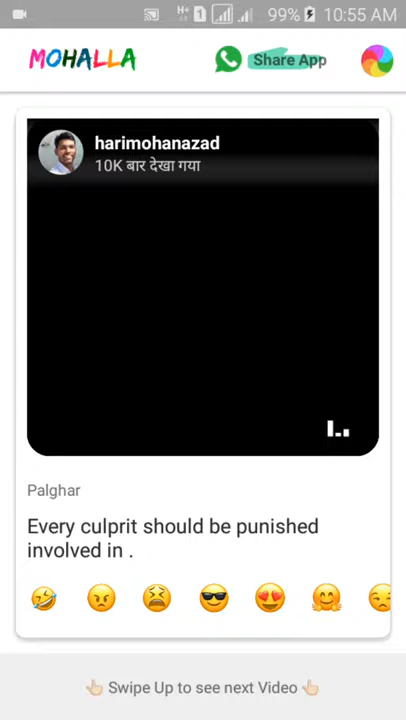 H+ 1 99% 10:55 AM
MOHALLA Share App
harimohanazad
10K बार देखा गया
Palghar
Every culprit should be punished
involved in .
Swipe Up to see next Video